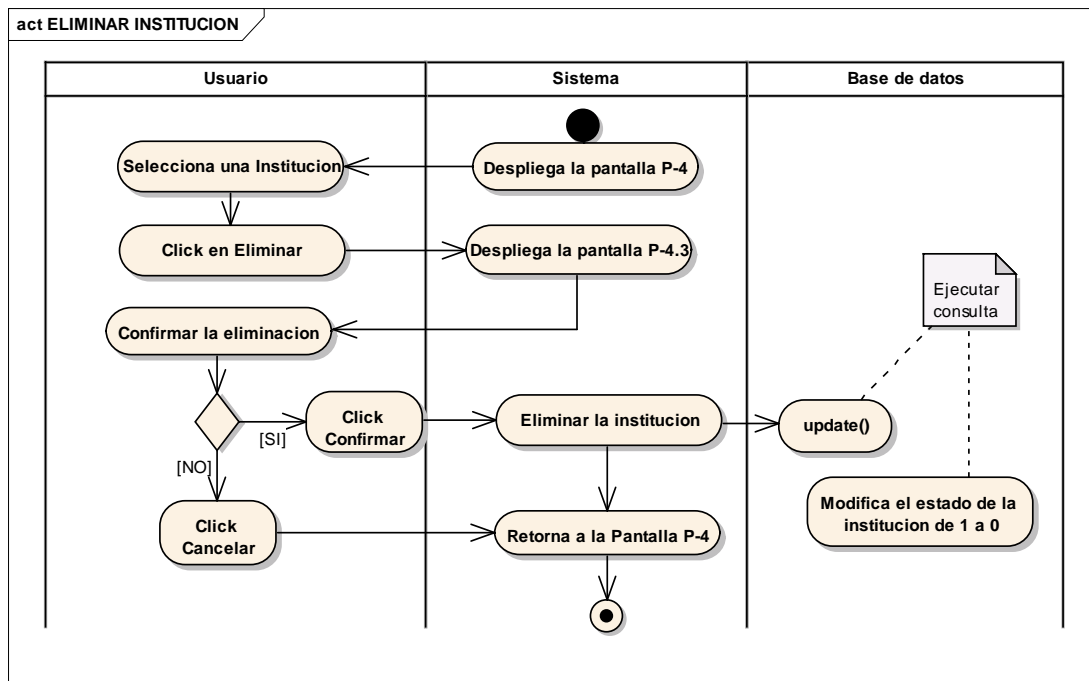 act ELIMINAR INSTITUCION
Usuario
Sistema
Base de datos
Selecciona una Institucion
Despliega la pantalla P-4
Click en Eliminar
Despliega la pantalla P-4.3
Ejecutar
consulta
Confirmar la eliminacion
Click
Confirmar
Eliminar la institucion
update()
[SI]
[NO]
Click
Cancelar
Retorna a la Pantalla P-4
Modifica el estado de la
institucion de 1 a 0